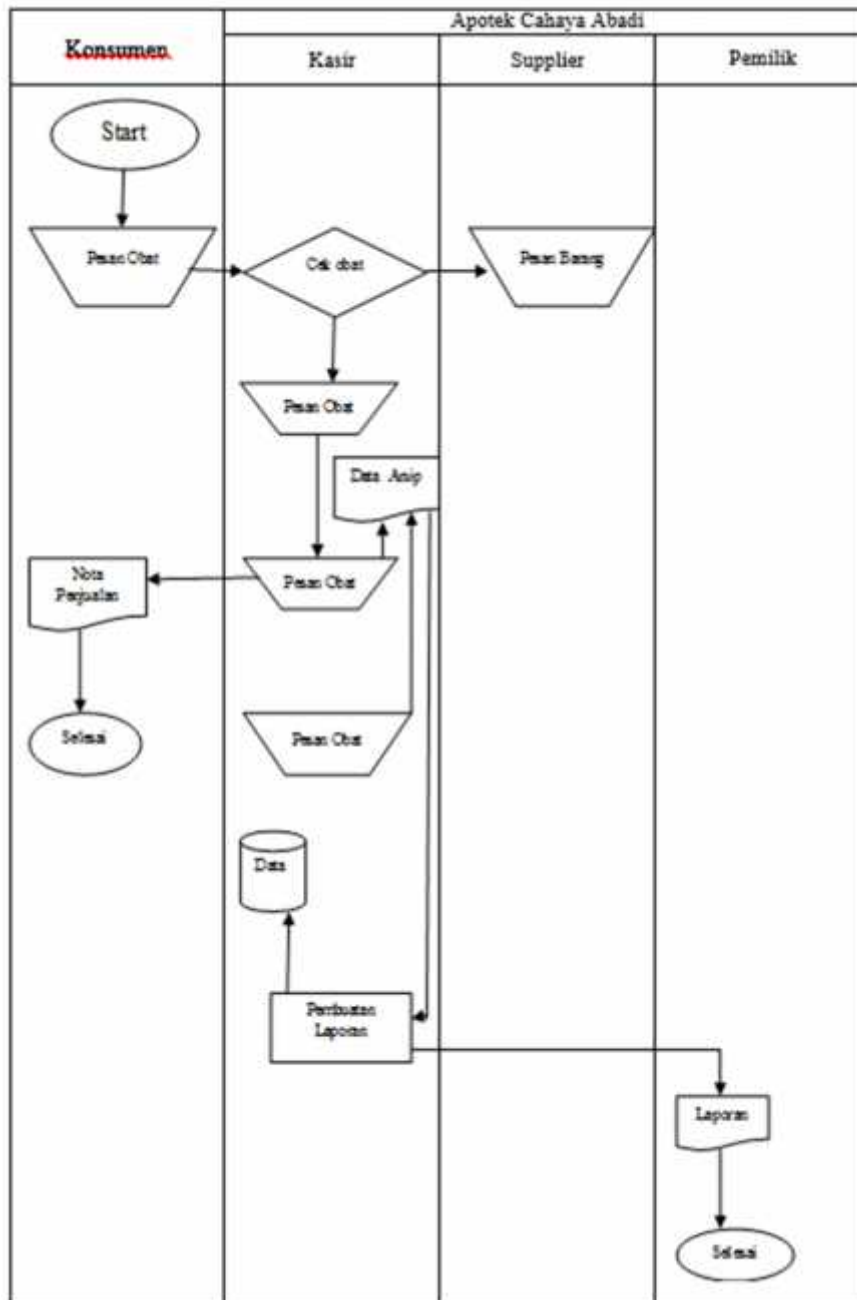 Apotek Cahaya Abadi
Konsumen
Kasir
Supplier
Pemilik
Start
Pesan Obat
Cek obat
Pesan Barang
Pesan Obat
Data Arsip
Nota
Penjualan
Pesan Obat
Selesai
Pesan Obat
Data
Pembuatan
Laporan
Laporan
Selesai